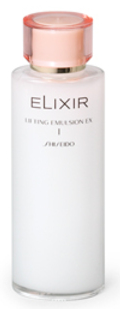 ELIXIR
LIFTING EMULSION EX
I
SHISEIDO